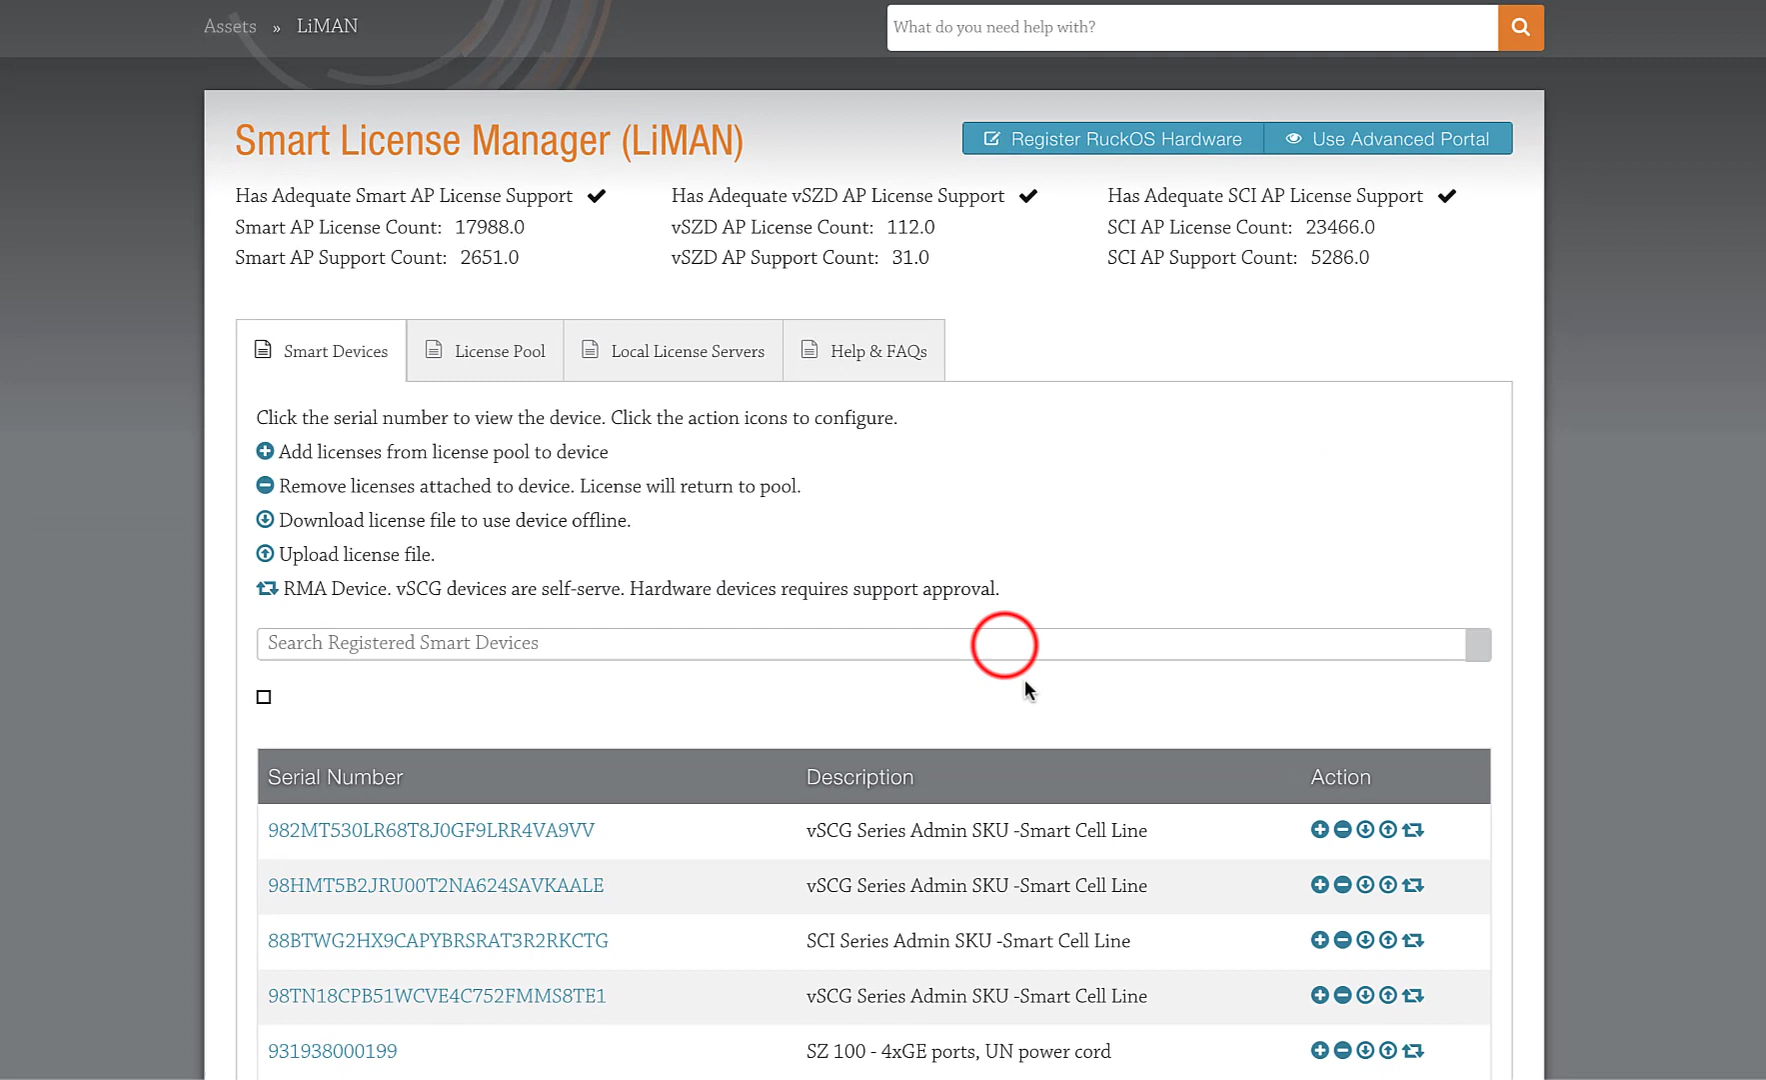 Assets » LiMAN
What do you need help with?
Smart License Manager (LiMAN)
Register RuckOS Hardware
Use Advanced Portal
Has Adequate Smart AP License Support
Has Adequate vSZD AP License Support
Has Adequate SCI AP License Support
Smart AP License Count: 17988.0
vSZD AP License Count: 112.0
SCI AP License Count: 23466.0
Smart AP Support Count: 2651.0
vSZD AP Support Count: 31.0
SCI AP Support Count: 5286.0
Smart Devices
License Pool
Local License Servers
Help & FAQs
Click the serial number to view the device. Click the action icons to configure.
Add licenses from license pool to device
Remove licenses attached to device. License will return to pool.
Download license file to use device offline.
Upload license file.
RMA Device. vSCG devices are self-serve. Hardware devices requires support approval.
Search Registered Smart Devices
Serial Number Description Action
982MT530LR68T8J0GF9LRR4VA9VV vSCG Series Admin SKU -Smart Cell Line
98HMT5B2JRU00T2NA624SAVKAALE vSCG Series Admin SKU -Smart Cell Line
88BTWG2HX9CAPYBRSRAT3R2RKCTG SCI Series Admin SKU -Smart Cell Line
98TN18CPB51WCVE4C752FMMS8TE1 vSCG Series Admin SKU -Smart Cell Line
931938000199 SZ 100 - 4xGE ports, UN power cord